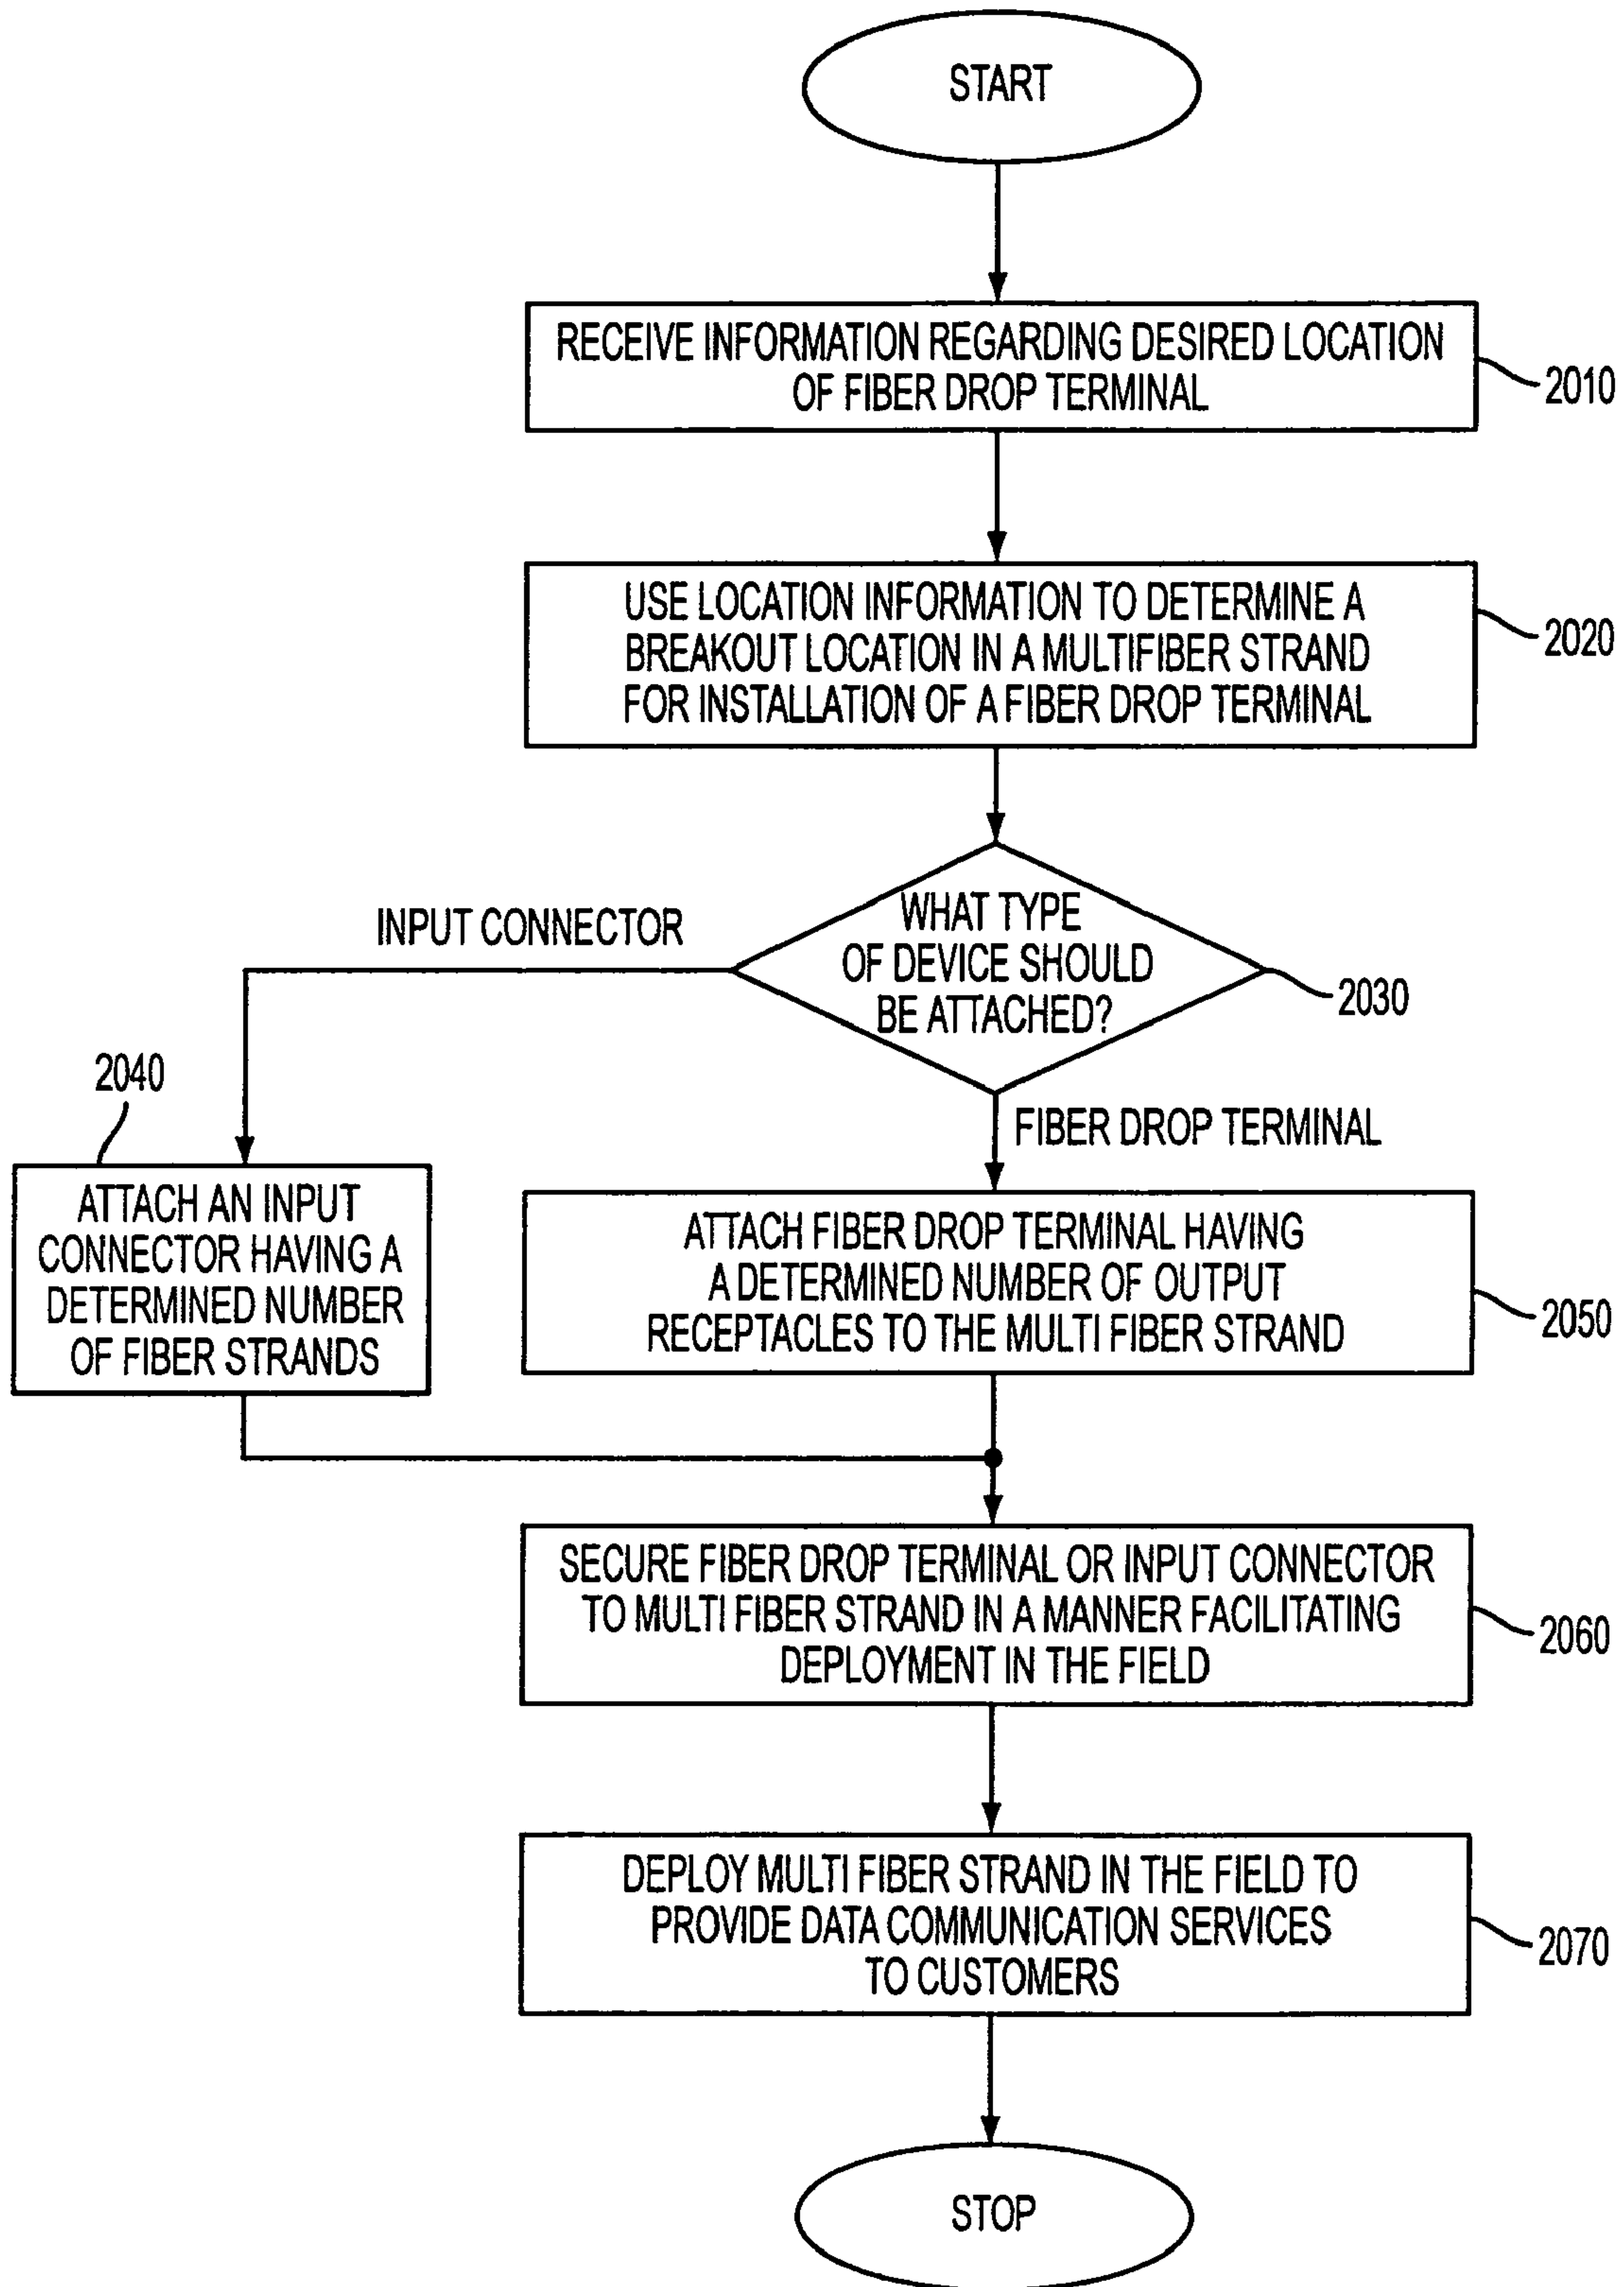 START
RECEIVE INFORMATION REGARDING DESIRED LOCATION
OF FIBER DROP TERMINAL
2010
USE LOCATION INFORMATION TO DETERMINE A
BREAKOUT LOCATION IN A MULTIFIBER STRAND
FOR INSTALLATION OF A FIBER DROP TERMINAL
2020
WHAT TYPE
OF DEVICE SHOULD
BE ATTACHED?
2030
INPUT CONNECTOR
2040
ATTACH AN INPUT
CONNECTOR HAVING A
DETERMINED NUMBER
OF FIBER STRANDS
FIBER DROP TERMINAL
ATTACH FIBER DROP TERMINAL HAVING
A DETERMINED NUMBER OF OUTPUT
RECEPTACLES TO THE MULTI FIBER STRAND
2050
SECURE FIBER DROP TERMINAL OR INPUT CONNECTOR
TO MULTI FIBER STRAND IN A MANNER FACILITATING
DEPLOYMENT IN THE FIELD
2060
DEPLOY MULTI FIBER STRAND IN THE FIELD TO
PROVIDE DATA COMMUNICATION SERVICES
TO CUSTOMERS
2070
STOP